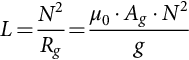 L = N²/R_g = μ₀ · A_g · N²/g